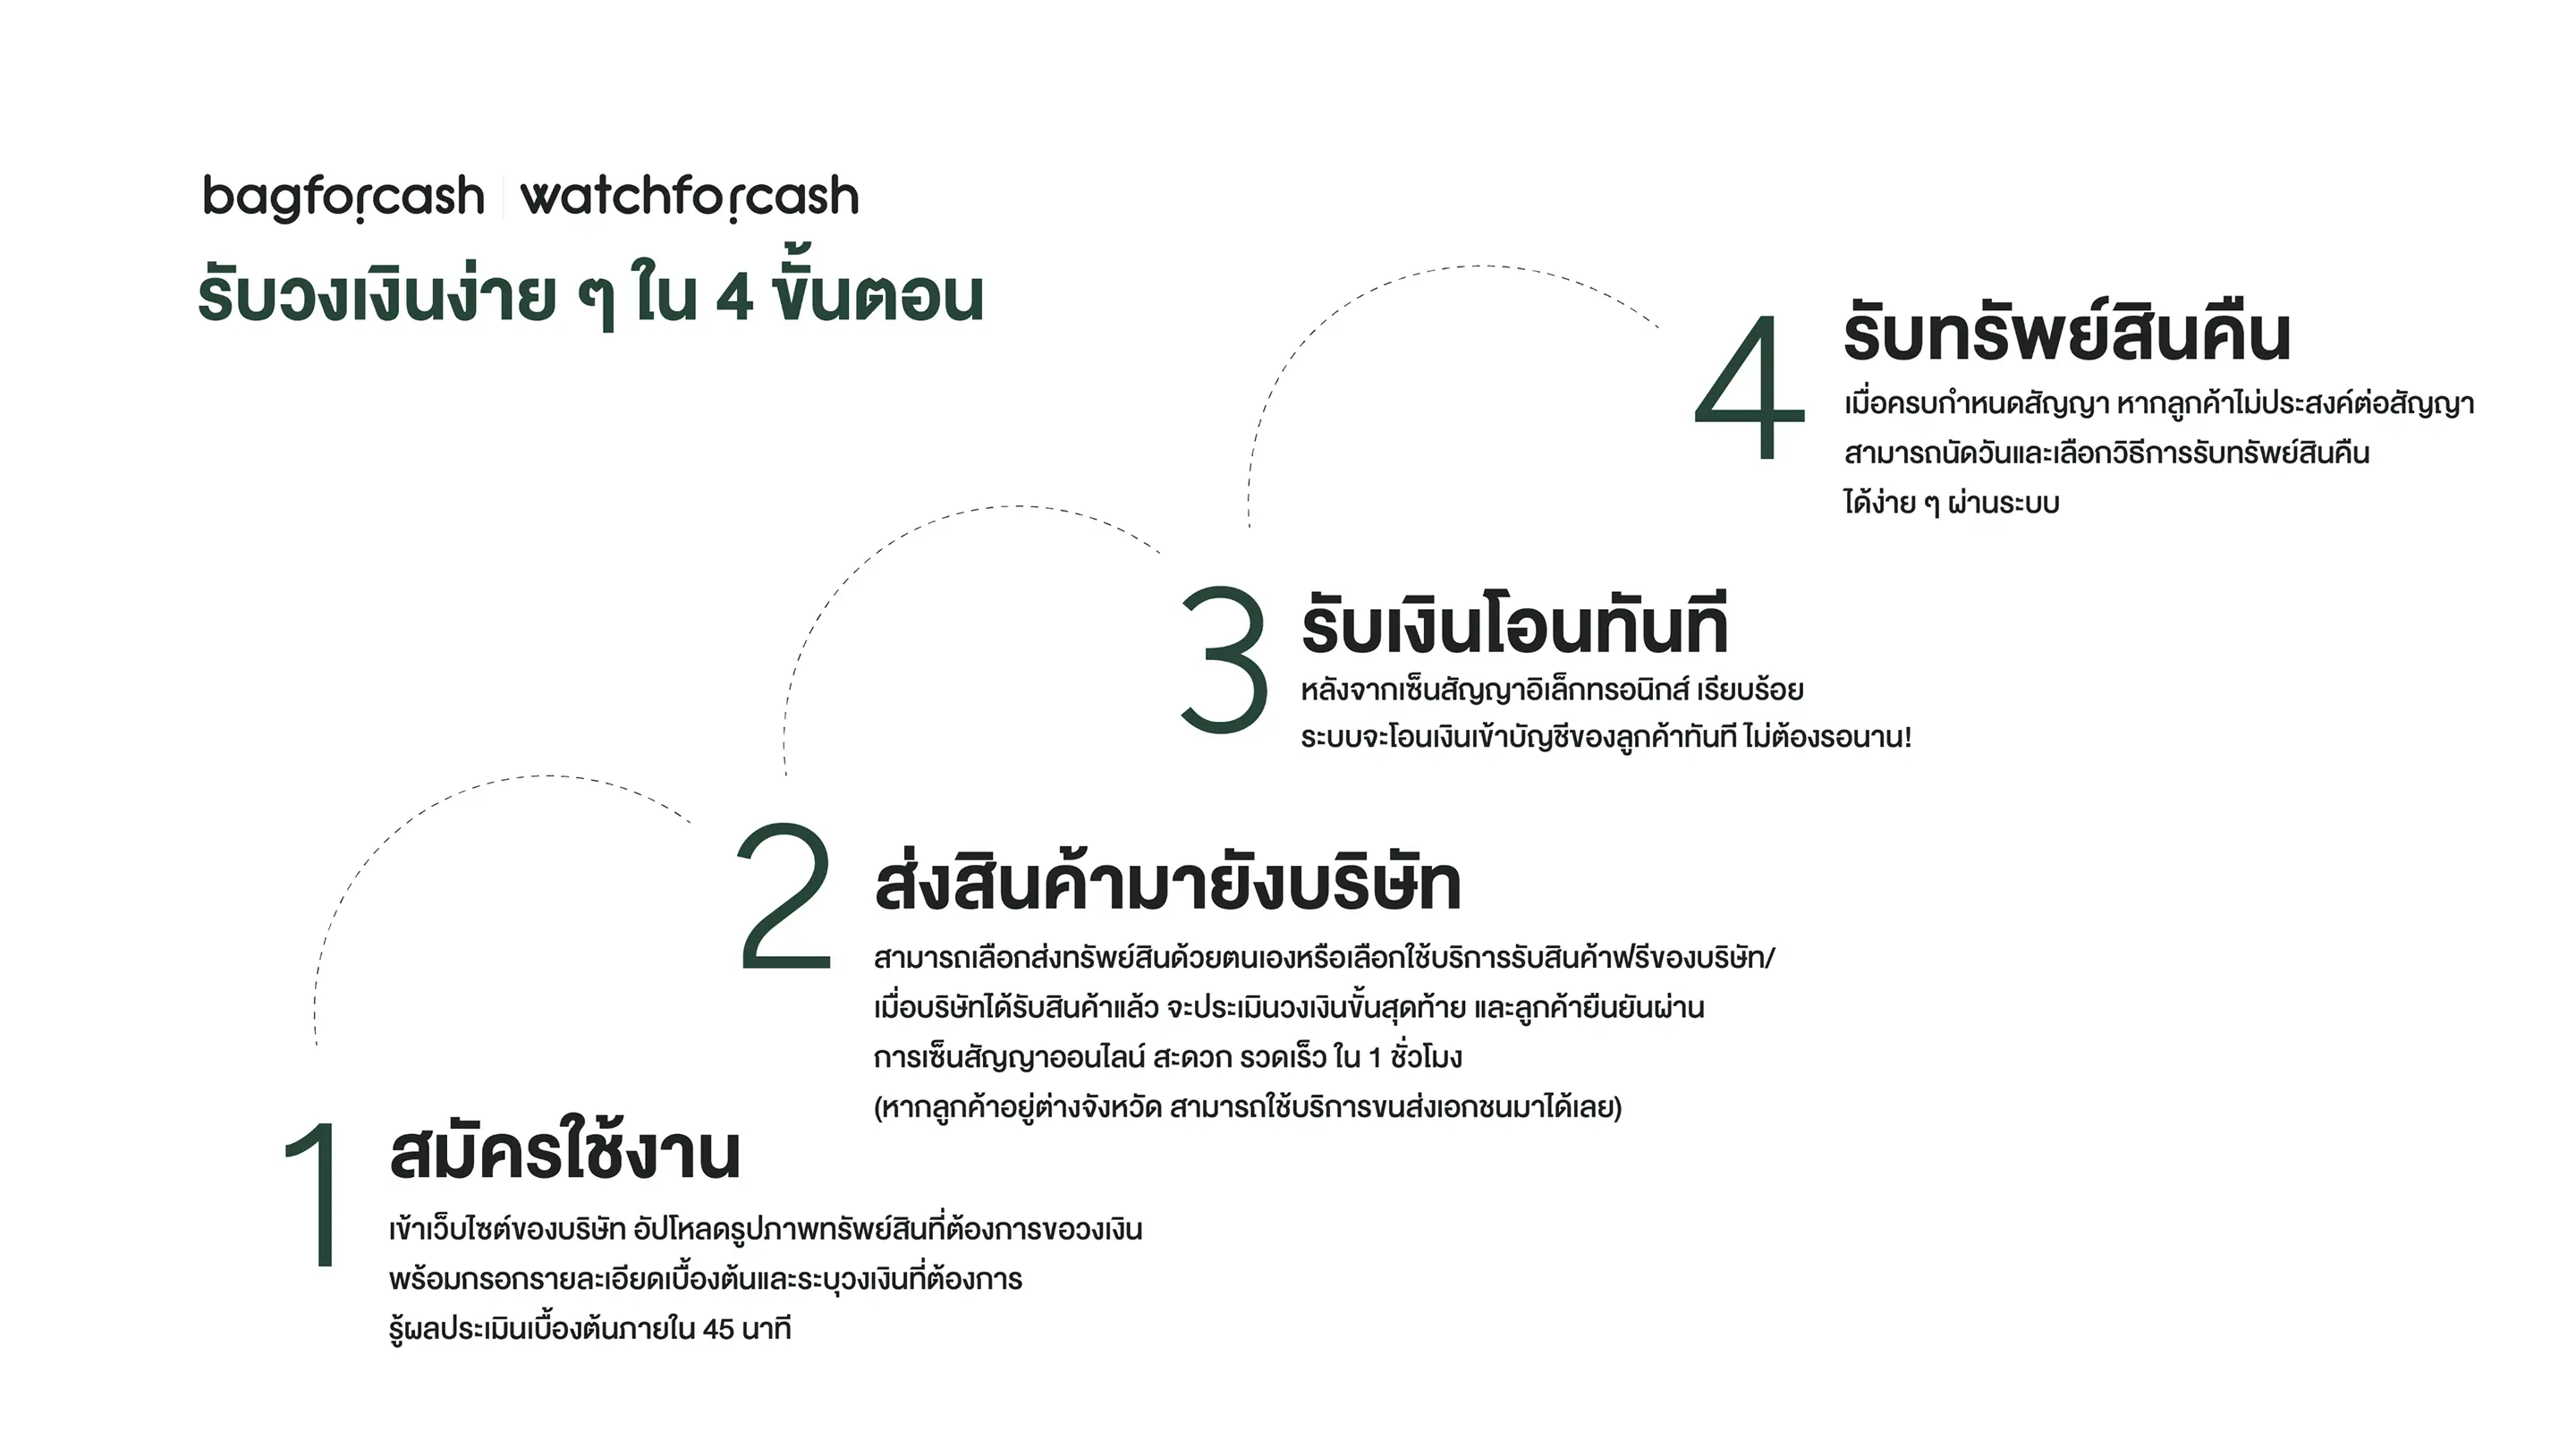 bagforcash | watchforcash
รับวงเงินง่าย ๆ ใน 4 ขั้นตอน
1
สมัครใช้งาน
เข้าเว็บไซต์ของบริษัท อัปโหลดรูปภาพทรัพย์สินที่ต้องการขอวงเงิน
พร้อมกรอกรายละเอียดเบื้องต้นและระบุวงเงินที่ต้องการ
รู้ผลประเมินเบื้องต้นภายใน 45 นาที
2
ส่งสินค้ามายังบริษัท
สามารถเลือกส่งทรัพย์สินด้วยตนเองหรือเลือกใช้บริการรับสินค้าฟรีของบริษัท/
เมื่อบริษัทได้รับสินค้าแล้ว จะประเมินวงเงินขั้นสุดท้าย และลูกค้ายืนยันผ่าน
การเซ็นสัญญาออนไลน์ สะดวก รวดเร็ว ใน 1 ชั่วโมง
(หากลูกค้าอยู่ต่างจังหวัด สามารถใช้บริการขนส่งเอกชนมาได้เลย)
3
รับเงินโอนทันที
หลังจากเซ็นสัญญาอิเล็กทรอนิกส์ เรียบร้อย
ระบบจะโอนเงินเข้าบัญชีของลูกค้าทันที ไม่ต้องรอนาน!
4
รับทรัพย์สินคืน
เมื่อครบกำหนดสัญญา หากลูกค้าไม่ประสงค์ต่อสัญญา
สามารถนัดวันและเลือกวิธีการรับทรัพย์สินคืน
ได้ง่าย ๆ ผ่านระบบ